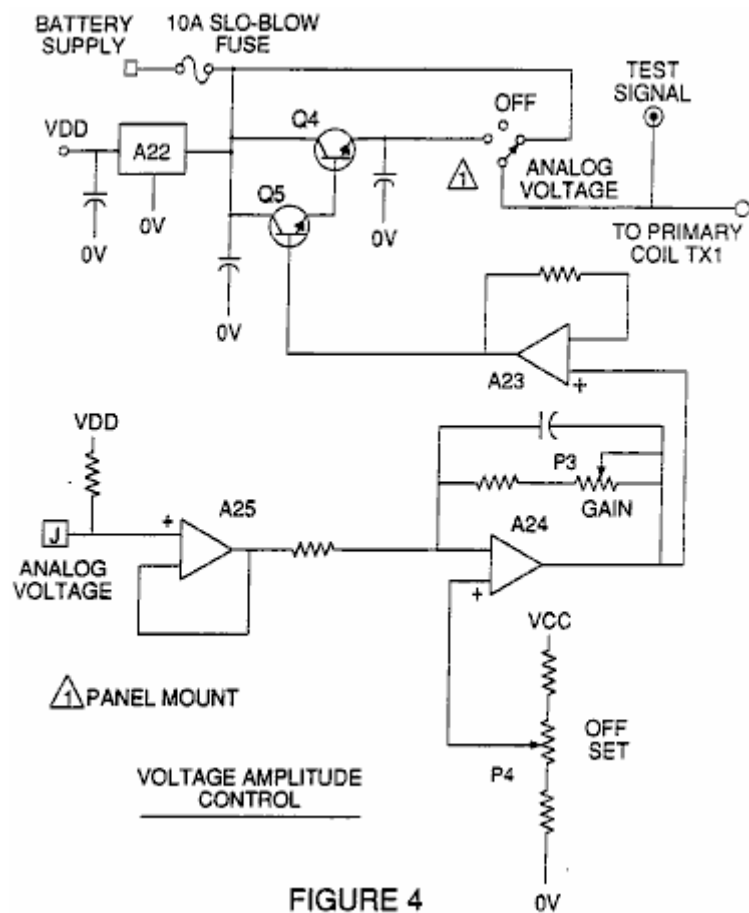 BATTERY SUPPLY
10A SLO-BLOW FUSE
VDD
A22
0V
0V
0V
Q4
Q5
0V
OFF
1
ANALOG VOLTAGE
TEST SIGNAL
TO PRIMARY COIL TX1
A23
+
VDD
J
ANALOG VOLTAGE
+
A25
P3
GAIN
A24
+
VCC
OFF SET
P4
0V
1 PANEL MOUNT
VOLTAGE AMPLITUDE
CONTROL
FIGURE 4